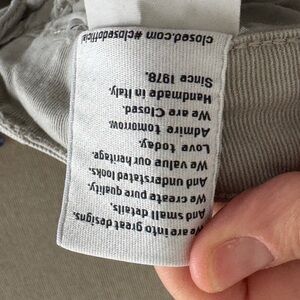 We are into great designs.
And small details.
We create pure quality.
And understated looks.
We value our heritage.
Love today.
Admire tomorrow.
We are Closed.
Handmade in Italy.
Since 1978.
closed.com #closedofficial